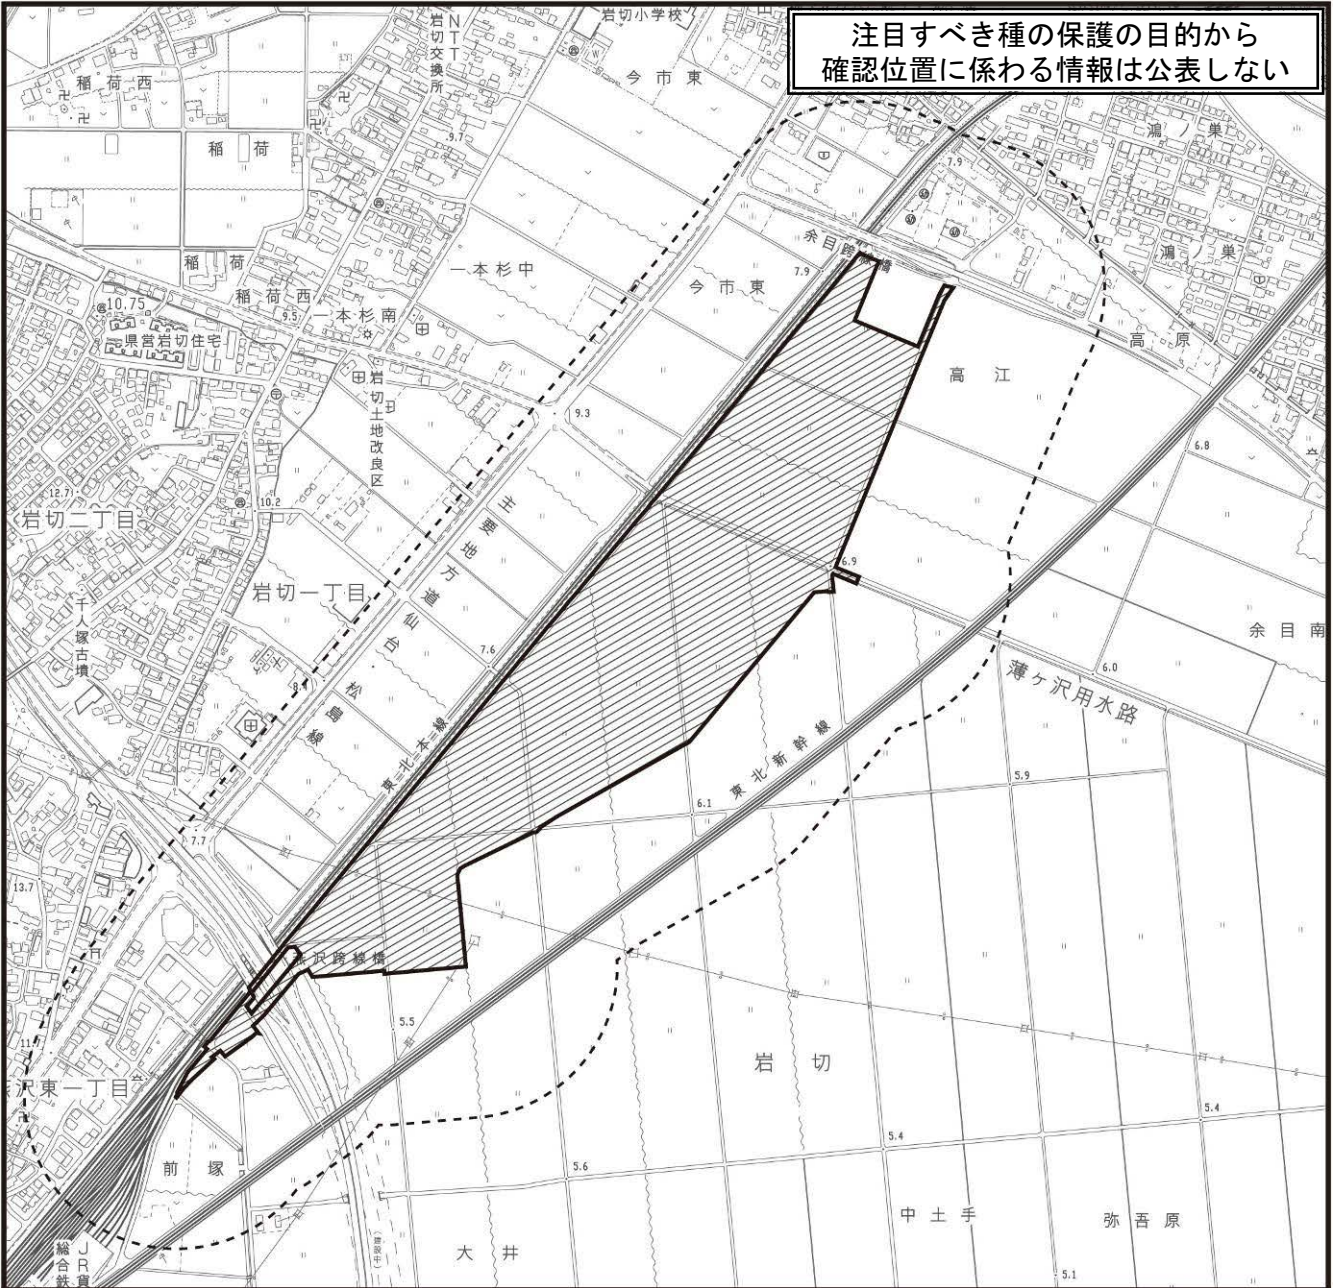 注目すべき種の保護の目的から
確認位置に係わる情報は公表しない
岩切小学校
NTT
岩切交換所
今市東
稲荷西
稲荷
9.7
鴻ノ巣
7.9
稲荷
一本杉中
余目跨線橋
7.9
今市東
鴻ノ巣
稲荷西
10.75
9.5
一本杉南
県営岩切住宅
高原
高江
岩切土地改良区
9.3
6.8
12.7
10.2
岩切二丁目
主要地方道仙台松島線
6.9
岩切一丁目
千人塚古墳
余目南
7.6
6.0
薄ヶ沢用水路
東北本線
東北新幹線
5.9
6.1
7.7
13.7
沢跨線橋
5.5
岩切
沢東一丁目
5.4
5.4
前塚
5.6
中土手
弥吾原
大井
(建設中)
JR貨
総合鉄
5.1